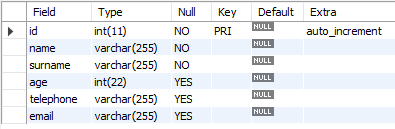 Field Type Null Key Default Extra
id int(11) NO PRI NULL auto_increment
name varchar(255) NO NULL
surname varchar(255) NO NULL
age int(22) YES NULL
telephone varchar(255) YES NULL
email varchar(255) YES NULL